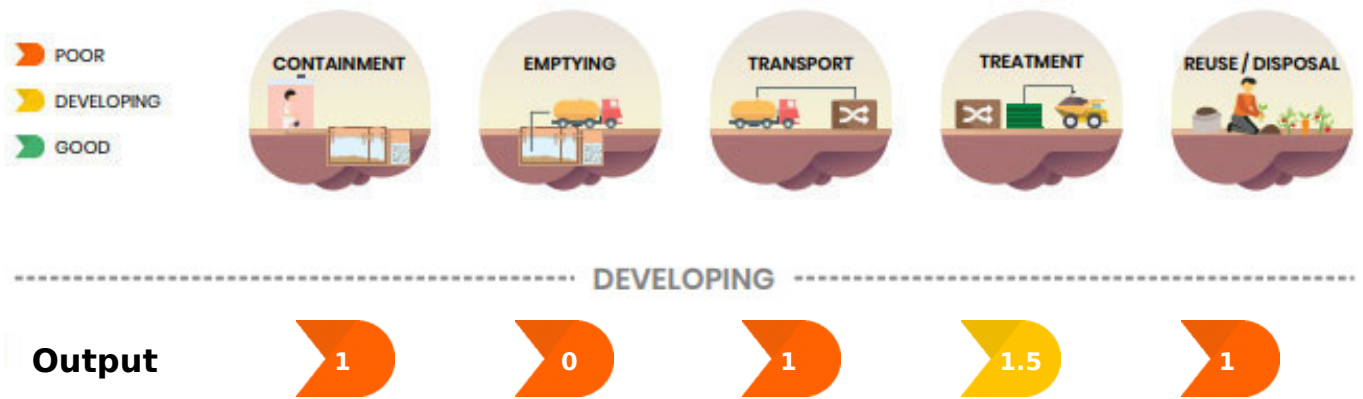 POOR
DEVELOPING
GOOD
CONTAINMENT
EMPTYING
TRANSPORT
TREATMENT
REUSE / DISPOSAL
DEVELOPING
Output 1 0 1 1.5 1